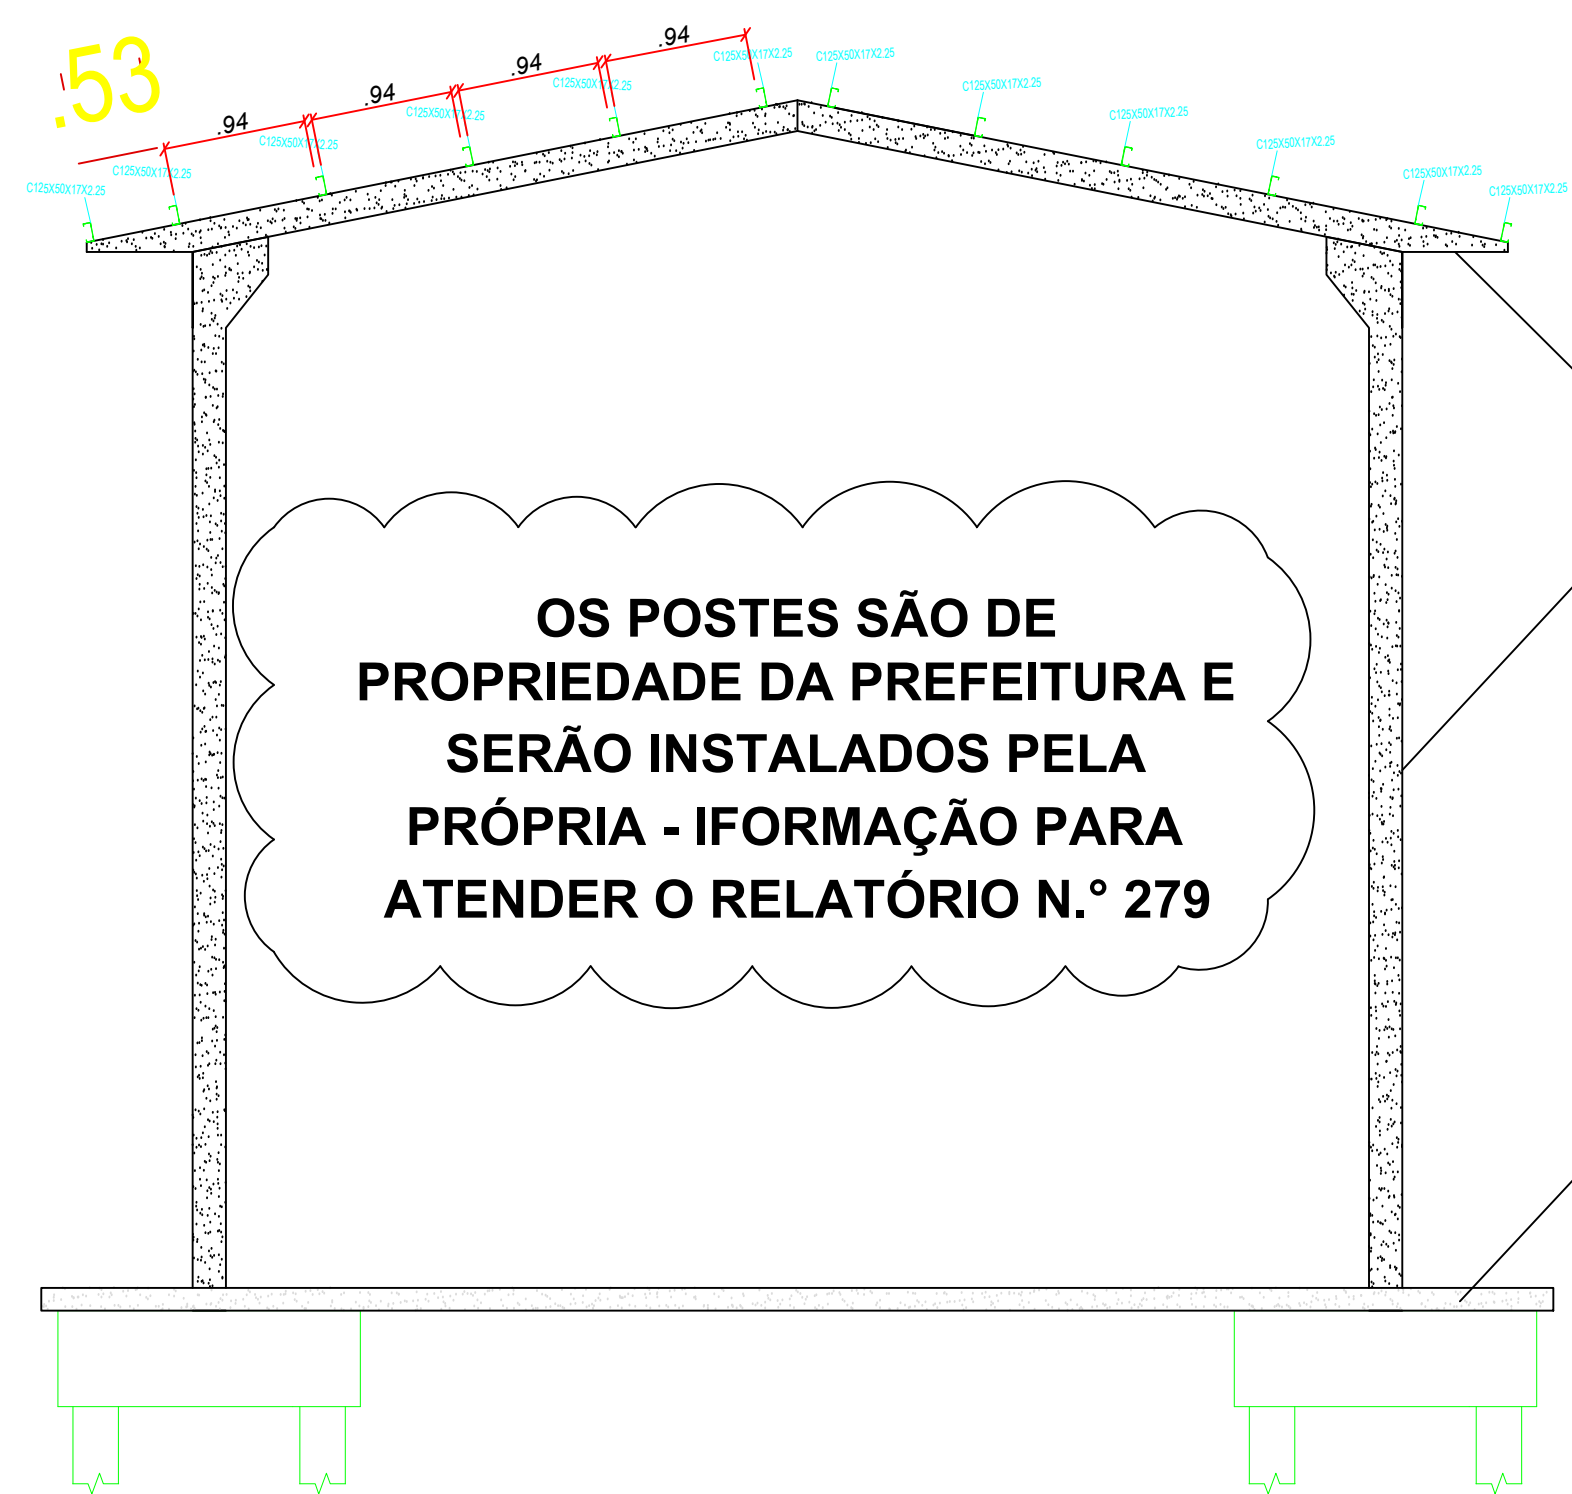 .53
.94
.94
.94
.94
C125X50X17X2.25
C125X50X17X2.25
C125X50X17X2.25
C125X50X17X2.25
C125X50X17X2.25
C125X50X17X2.25
C125X50X17X2.25
C125X50X17X2.25
C125X50X17X2.25
C125X50X17X2.25
C125X50X17X2.25
C125X50X17X2.25
OS POSTES SÃO DE
PROPRIEDADE DA PREFEITURA E
SERÃO INSTALADOS PELA
PRÓPRIA - IFORMAÇÃO PARA
ATENDER O RELATÓRIO N.° 279